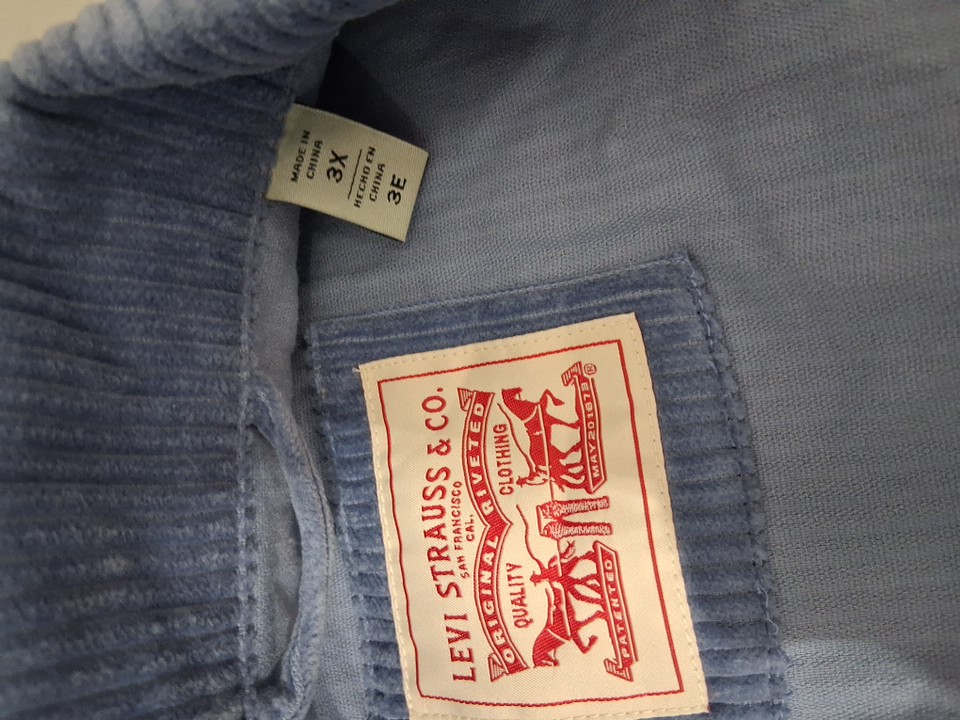 MADE IN
CHINA
3X
HECHO EN
CHINA
3E
LEVI STRAUSS & CO.
SAN FRANCISCO
CAL.
ORIGINAL RIVETED
QUALITY CLOTHING
PATENTED MAY 20 1873 ®